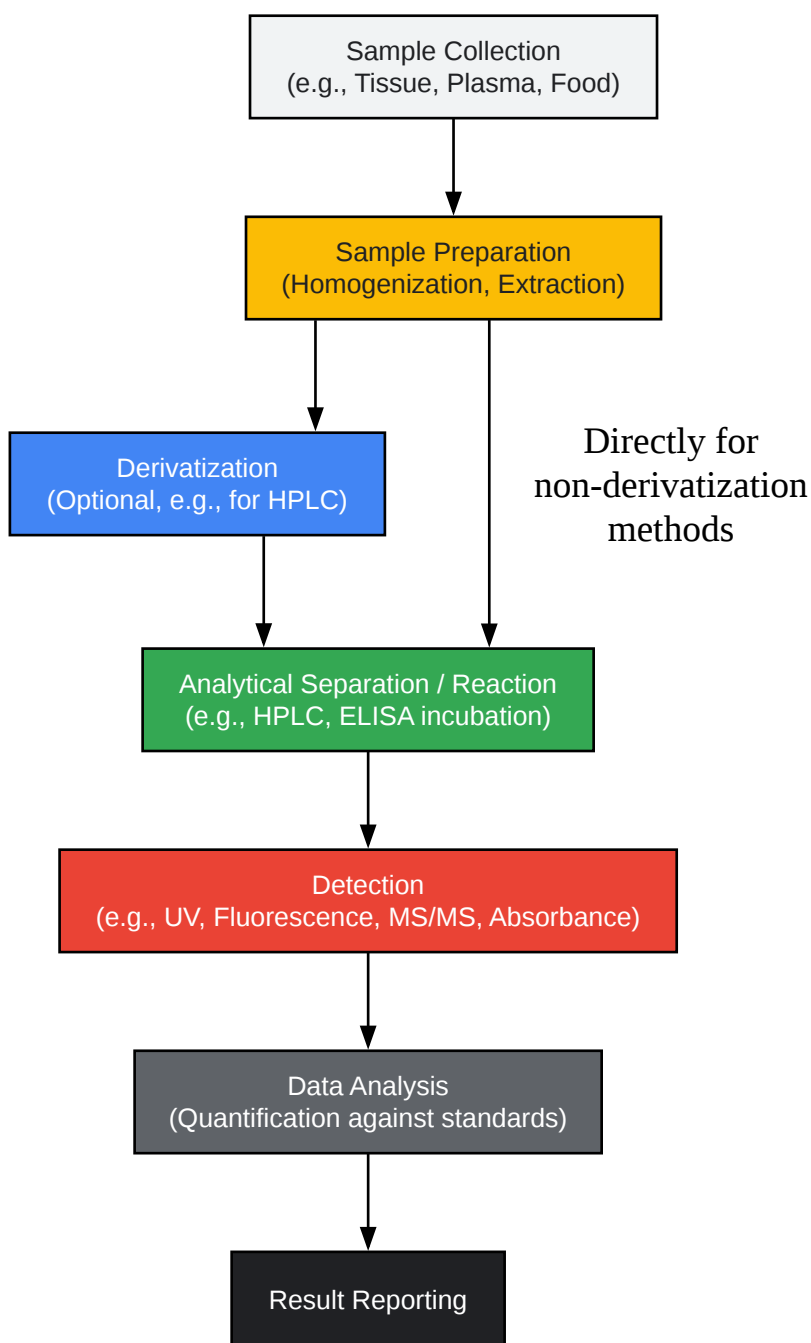 Sample Collection
(e.g., Tissue, Plasma, Food)
Sample Preparation
(Homogenization, Extraction)
Derivatization
(Optional, e.g., for HPLC)
Directly for
non-derivatization
methods
Analytical Separation / Reaction
(e.g., HPLC, ELISA incubation)
Detection
(e.g., UV, Fluorescence, MS/MS, Absorbance)
Data Analysis
(Quantification against standards)
Result Reporting